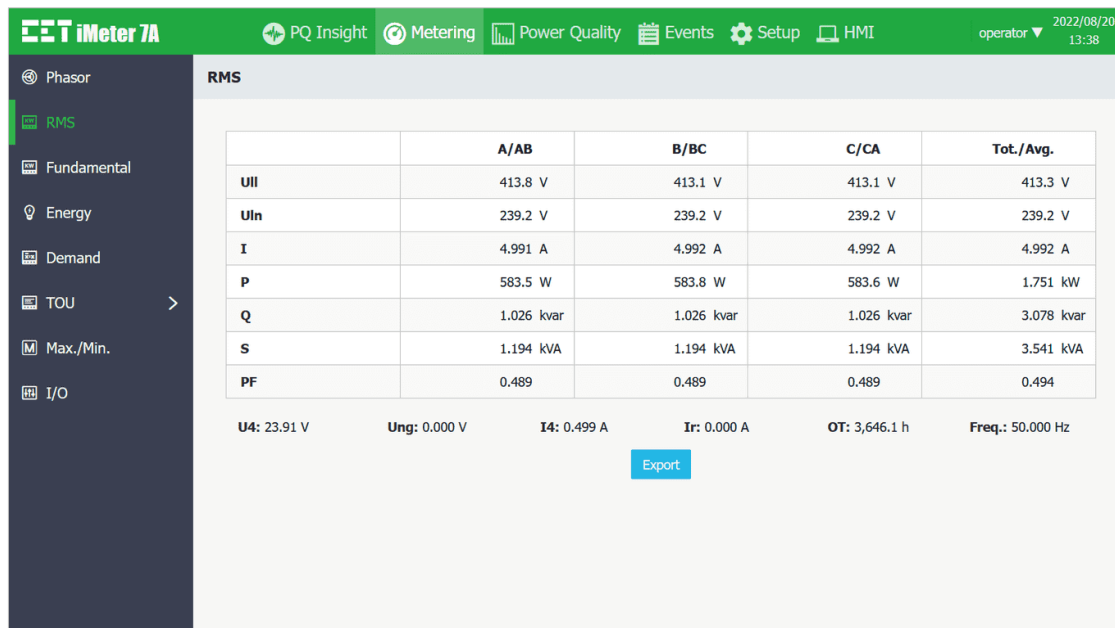 CET iMeter 7A
PQ Insight Metering Power Quality Events Setup HMI operator 2022/08/20 13:38
Phasor
RMS
Fundamental
Energy
Demand
TOU
Max./Min.
I/O
RMS
A/AB B/BC C/CA Tot./Avg.
Ull 413.8 V 413.1 V 413.1 V 413.3 V
Uln 239.2 V 239.2 V 239.2 V 239.2 V
I 4.991 A 4.992 A 4.992 A 4.992 A
P 583.5 W 583.8 W 583.6 W 1.751 kW
Q 1.026 kvar 1.026 kvar 1.026 kvar 3.078 kvar
S 1.194 kVA 1.194 kVA 1.194 kVA 3.541 kVA
PF 0.489 0.489 0.489 0.494
U4: 23.91 V Ung: 0.000 V I4: 0.499 A Ir: 0.000 A OT: 3,646.1 h Freq.: 50.000 Hz
Export